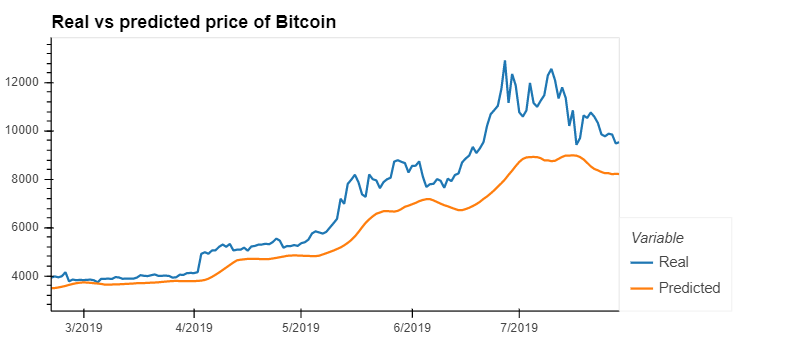 Real vs predicted price of Bitcoin
12000
10000
8000
6000
4000
3/2019 4/2019 5/2019 6/2019 7/2019
Variable
Real
Predicted